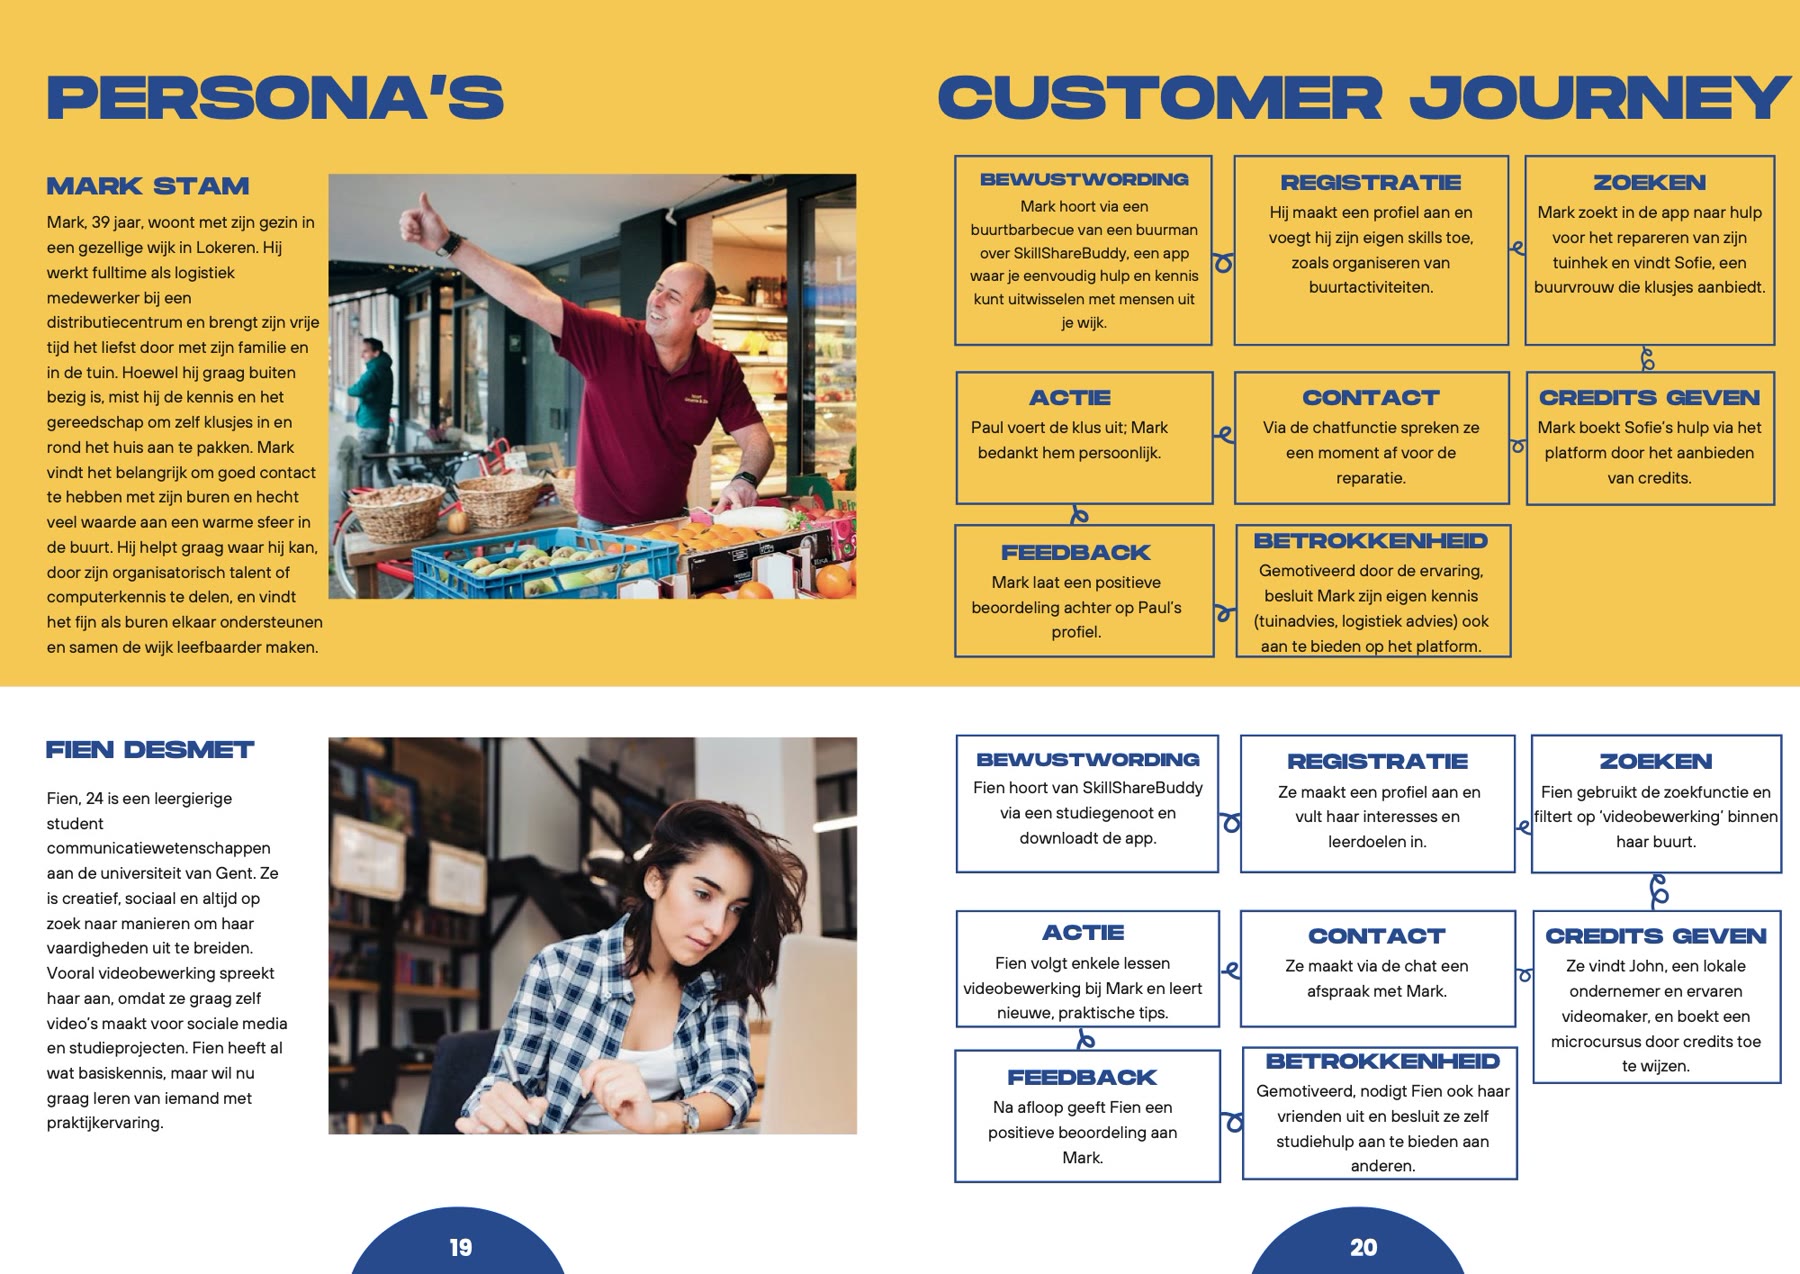 PERSONA'S
MARK STAM
Mark, 39 jaar, woont met zijn gezin in
een gezellige wijk in Lokeren. Hij
werkt fulltime als logistiek
medewerker bij een
distributiecentrum en brengt zijn vrije
tijd het liefst door met zijn familie en
in de tuin. Hoewel hij graag buiten
bezig is, mist hij de kennis en het
gereedschap om zelf klusjes in en
rond het huis aan te pakken. Mark
vindt het belangrijk om goed contact
te hebben met zijn buren en hecht
veel waarde aan een warme sfeer in
de buurt. Hij helpt graag waar hij kan,
door zijn organisatorisch talent of
computerkennis te delen, en vindt
het fijn als buren elkaar ondersteunen
en samen de wijk leefbaarder maken.
FIEN DESMET
Fien, 24 is een leergierige
student
communicatiewetenschappen
aan de universiteit van Gent. Ze
is creatief, sociaal en altijd op
zoek naar manieren om haar
vaardigheden uit te breiden.
Vooral videobewerking spreekt
haar aan, omdat ze graag zelf
video's maakt voor sociale media
en studieprojecten. Fien heeft al
wat basiskennis, maar wil nu
graag leren van iemand met
praktijkervaring.
19
CUSTOMER JOURNEY
BEWUSTWORDING
Mark hoort via een
buurtbarbecue van een buurman
over SkillShareBuddy, een app
waar je eenvoudig hulp en kennis
kunt uitwisselen met mensen uit
je wijk.
REGISTRATIE
Hij maakt een profiel aan en
voegt hij zijn eigen skills toe,
zoals organiseren van
buurtactiviteiten.
ZOEKEN
Mark zoekt in de app naar hulp
voor het repareren van zijn
tuinhek en vindt Sofie, een
buurvrouw die klusjes aanbiedt.
ACTIE
Paul voert de klus uit; Mark
bedankt hem persoonlijk.
CONTACT
Via de chatfunctie spreken ze
een moment af voor de
reparatie.
CREDITS GEVEN
Mark boekt Sofie's hulp via het
platform door het aanbieden
van credits.
FEEDBACK
Mark laat een positieve
beoordeling achter op Paul's
profiel.
BETROKKENHEID
Gemotiveerd door de ervaring,
besluit Mark zijn eigen kennis
(tuinadvies, logistiek advies) ook
aan te bieden op het platform.
BEWUSTWORDING
Fien hoort van SkillShareBuddy
via een studiegenoot en
downloadt de app.
REGISTRATIE
Ze maakt een profiel aan en
vult haar interesses en
leerdoelen in.
ZOEKEN
Fien gebruikt de zoekfunctie en
filtert op 'videobewerking' binnen
haar buurt.
ACTIE
Fien volgt enkele lessen
videobewerking bij Mark en leert
nieuwe, praktische tips.
CONTACT
Ze maakt via de chat een
afspraak met Mark.
CREDITS GEVEN
Ze vindt John, een lokale
ondernemer en ervaren
videomaker, en boekt een
microcursus door credits toe
te wijzen.
FEEDBACK
Na afloop geeft Fien een
positieve beoordeling aan
Mark.
BETROKKENHEID
Gemotiveerd, nodigt Fien ook haar
vrienden uit en besluit ze zelf
studiehulp aan te bieden aan
anderen.
20